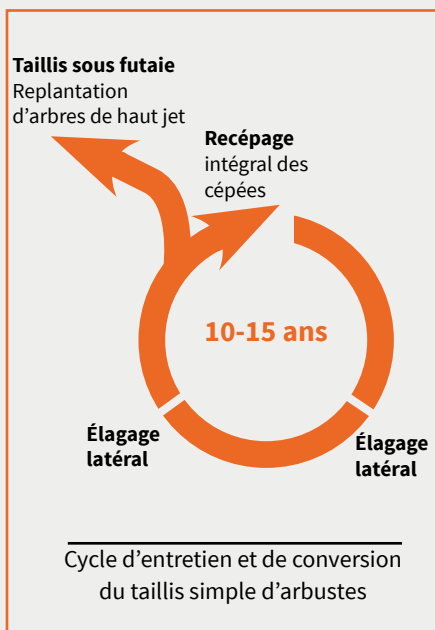 Taillis sous futaie
Replantation
d'arbres de haut jet
Recépage
intégral des
cépées
10-15 ans
Élagage
latéral
Élagage
latéral
Cycle d'entretien et de conversion
du taillis simple d'arbustes